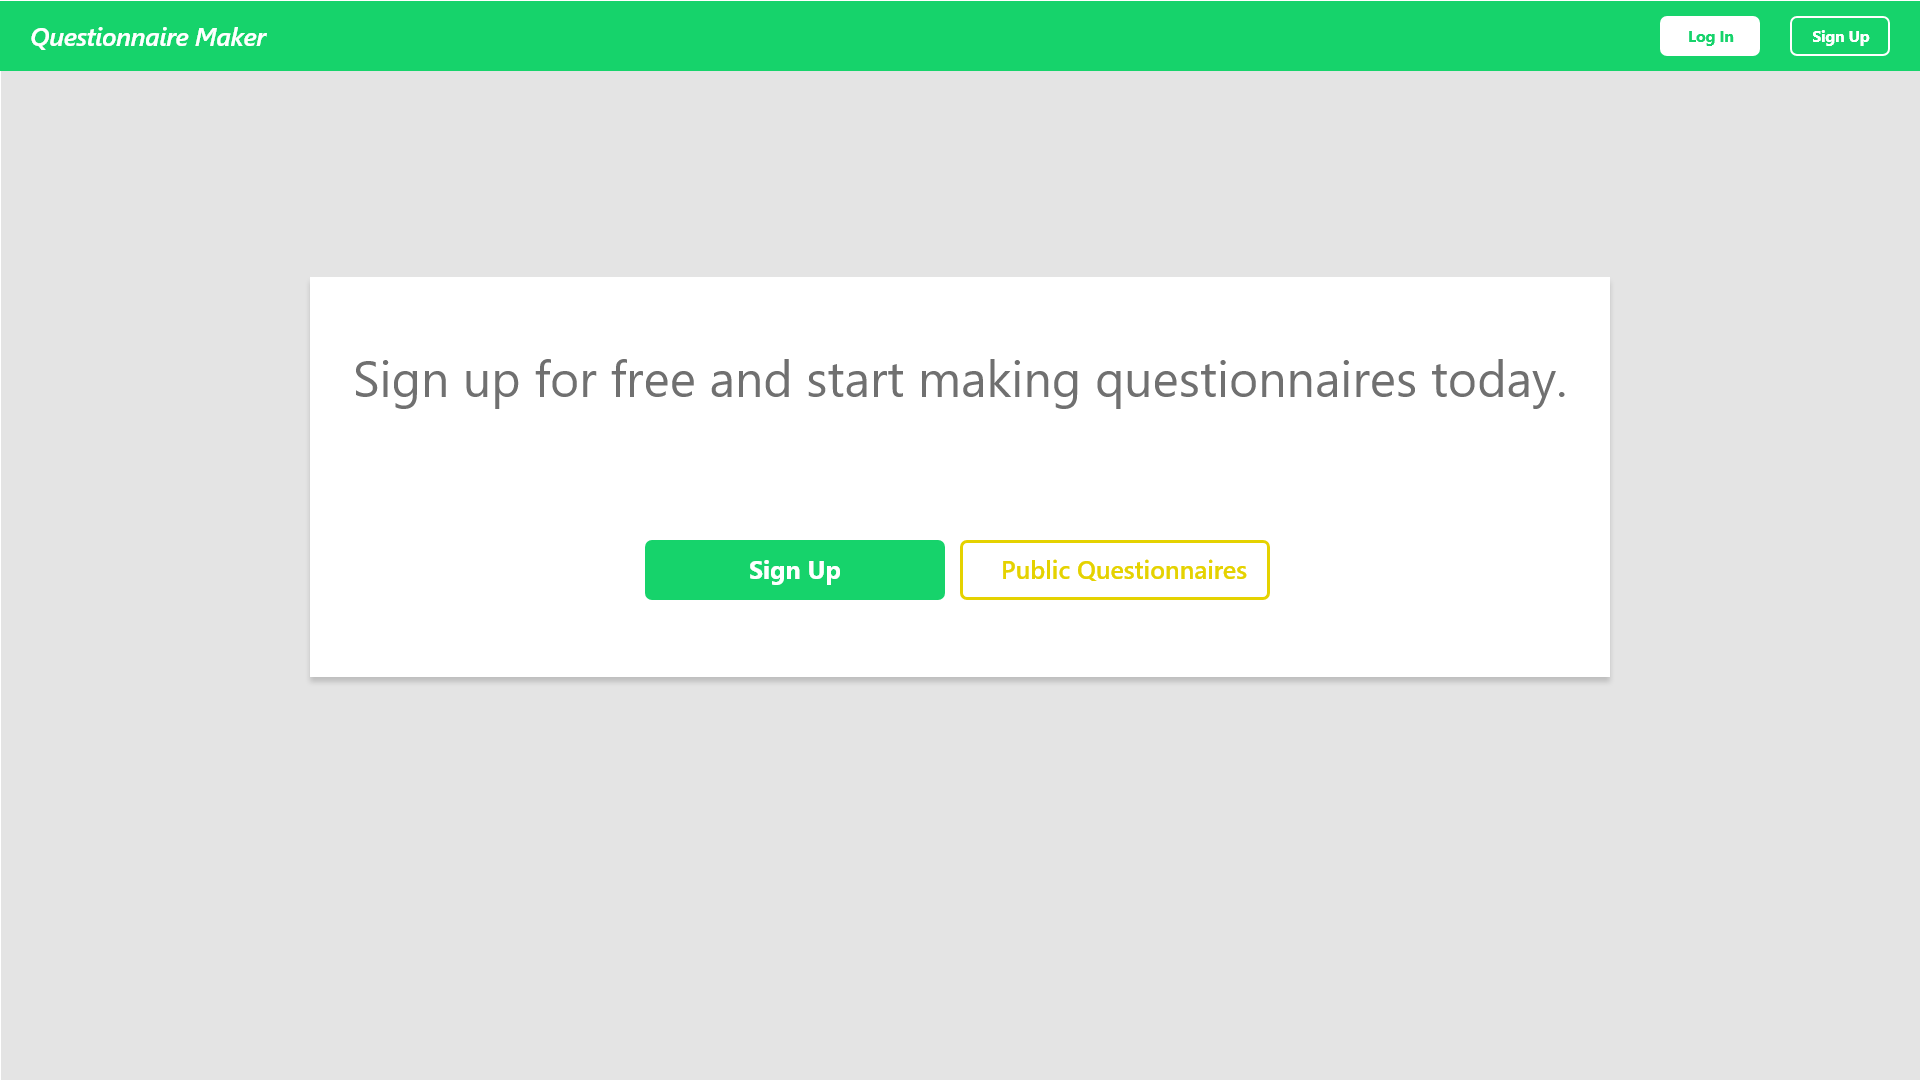 Questionnaire Maker
Log In
Sign Up
Sign up for free and start making questionnaires today.
Sign Up
Public Questionnaires